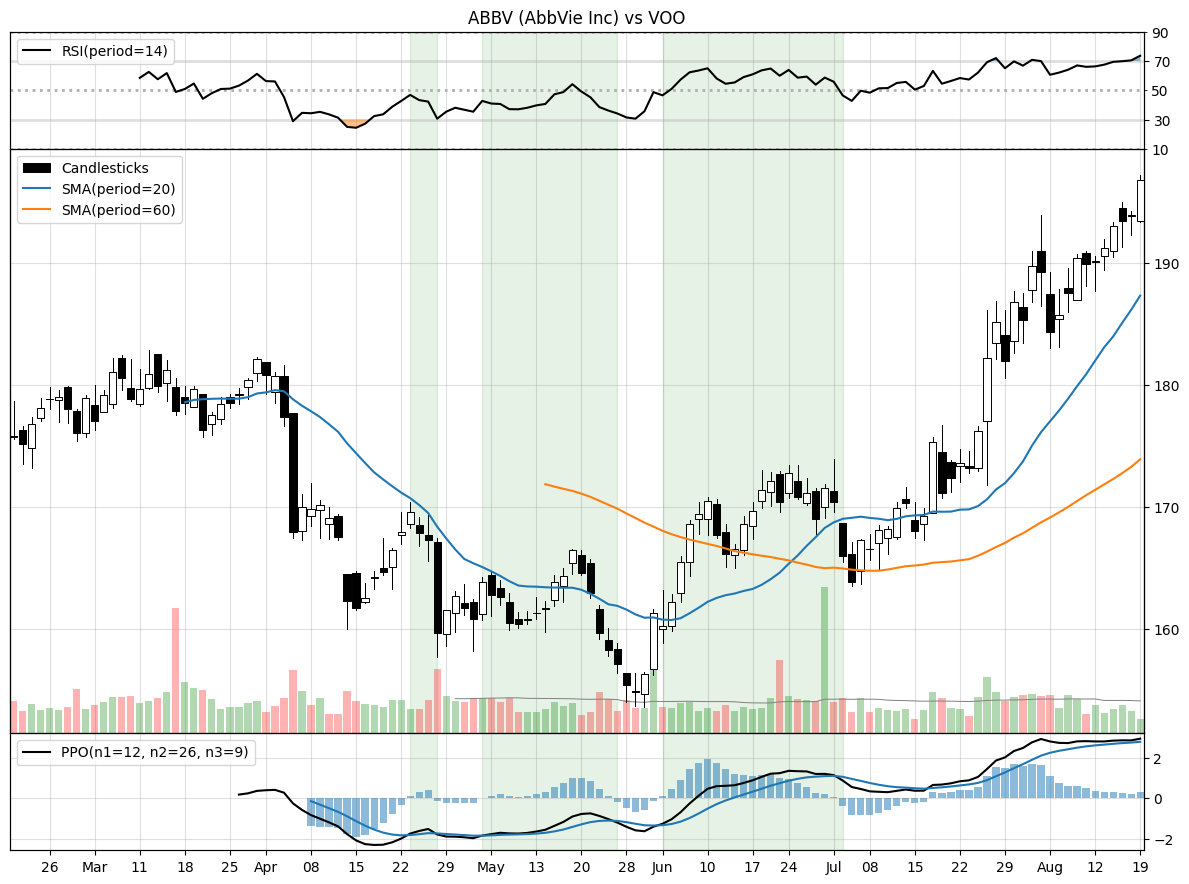 ABBV (AbbVie Inc) vs VOO
RSI(period=14)
90
70
50
30
10
Candlesticks
SMA(period=20)
SMA(period=60)
190
180
170
160
PPO(n1=12, n2=26, n3=9)
2
0
−2
26 Mar 11 18 25 Apr 08 15 22 29 May 13 20 28 Jun 10 17 24 Jul 08 15 22 29 Aug 12 19